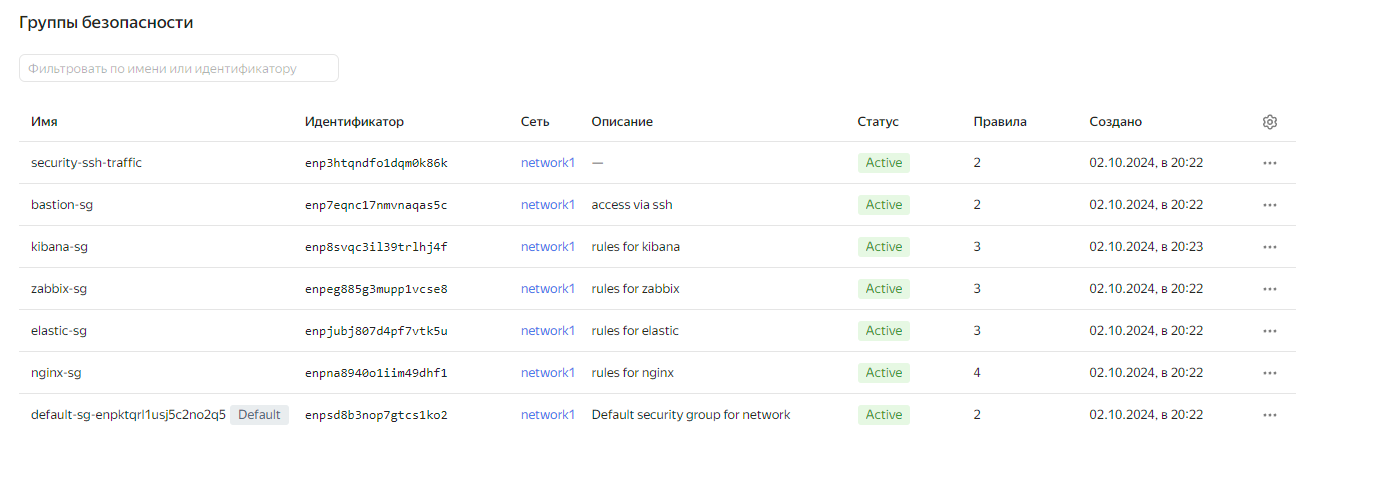 Группы безопасности
Фильтровать по имени или идентификатору
Имя Идентификатор Сеть Описание Статус Правила Создано
security-ssh-traffic enp3htqndfo1dqm0k86k network1 — Active 2 02.10.2024, в 20:22
bastion-sg enp7eqnc17nmvnaqas5c network1 access via ssh Active 2 02.10.2024, в 20:22
kibana-sg enp8svqc3il39trlhj4f network1 rules for kibana Active 3 02.10.2024, в 20:23
zabbix-sg enpeg885g3mupp1vcse8 network1 rules for zabbix Active 3 02.10.2024, в 20:22
elastic-sg enpjubj807d4pf7vtk5u network1 rules for elastic Active 3 02.10.2024, в 20:22
nginx-sg enpna8940o1iim49dhf1 network1 rules for nginx Active 4 02.10.2024, в 20:22
default-sg-enpktqrl1usj5c2no2q5 Default enpsd8b3nop7gtcs1ko2 network1 Default security group for network Active 2 02.10.2024, в 20:22